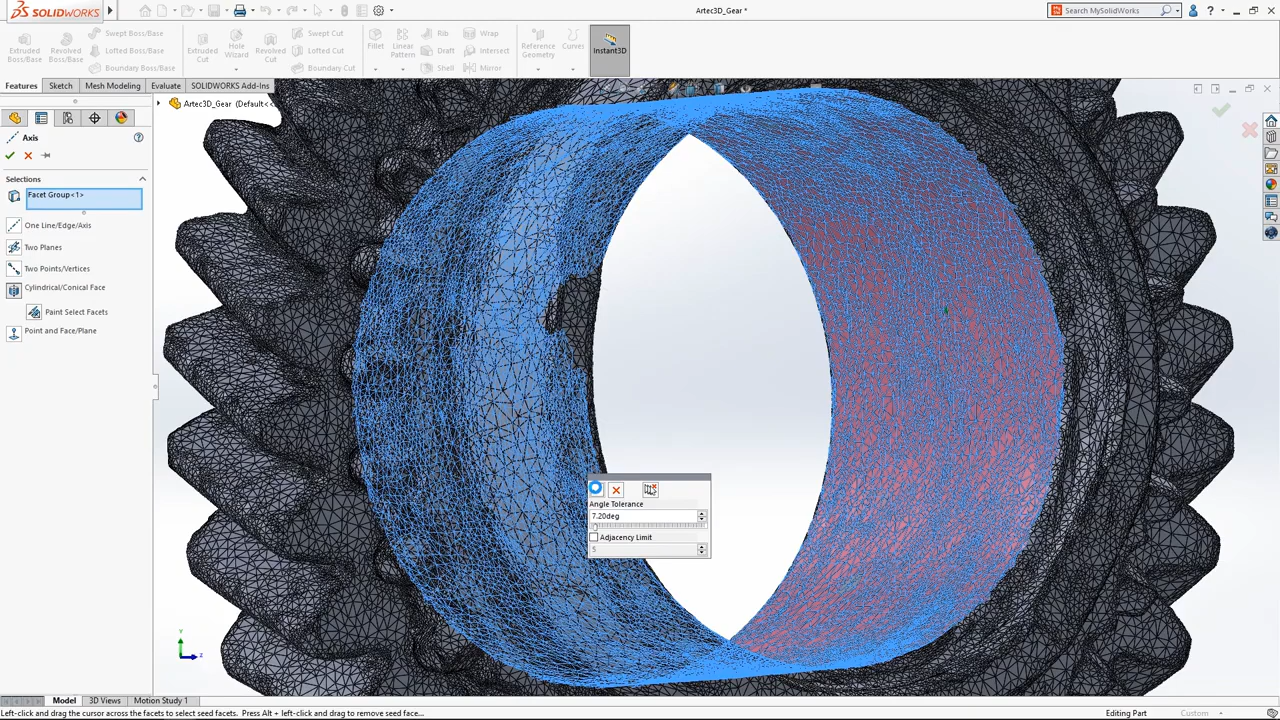 SOLIDWORKS
Artec3D_Gear *
Search MySolidWorks
Extruded Boss/Base
Revolved Boss/Base
Swept Boss/Base
Lofted Boss/Base
Boundary Boss/Base
Extruded Cut
Hole Wizard
Revolved Cut
Swept Cut
Lofted Cut
Boundary Cut
Fillet
Linear Pattern
Rib
Draft
Shell
Wrap
Intersect
Mirror
Reference Geometry
Curves
Instant3D
Features
Sketch
Mesh Modeling
Evaluate
SOLIDWORKS Add-Ins
Artec3D_Gear (Default<<
Axis
Selections
Facet Group<1>
One Line/Edge/Axis
Two Planes
Two Points/Vertices
Cylindrical/Conical Face
Paint Select Facets
Point and Face/Plane
Angle Tolerance
7.20deg
Adjacency Limit
5
Y
Z
Model
3D Views
Motion Study 1
Left-click and drag the cursor across the facets to select seed facets. Press Alt + left-click and drag to remove seed face...
Editing Part
Custom